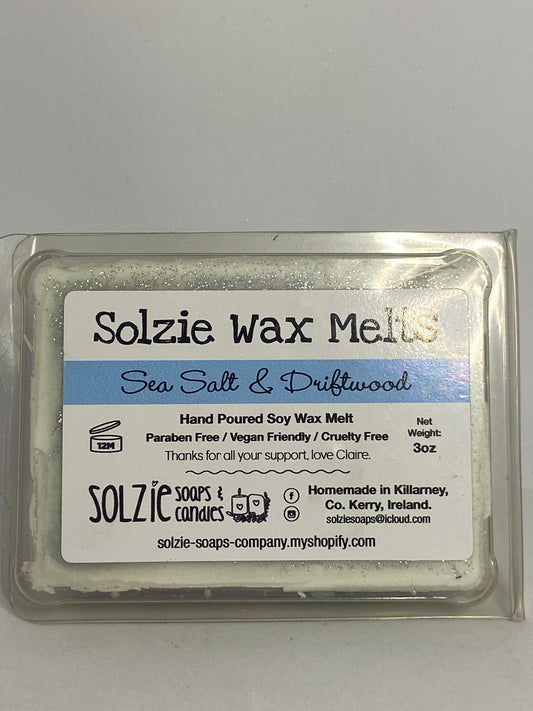 Solzie Wax Melts
Sea Salt & Driftwood
Hand Poured Soy Wax Melt
Paraben Free / Vegan Friendly / Cruelty Free
Thanks for all your support, love Claire.
12M
Net
Weight:
3oz
SOLZIE SOAPS &
candles
Homemade in Killarney,
Co. Kerry, Ireland.
solziesoaps@icloud.com
solzie-soaps-company.myshopify.com